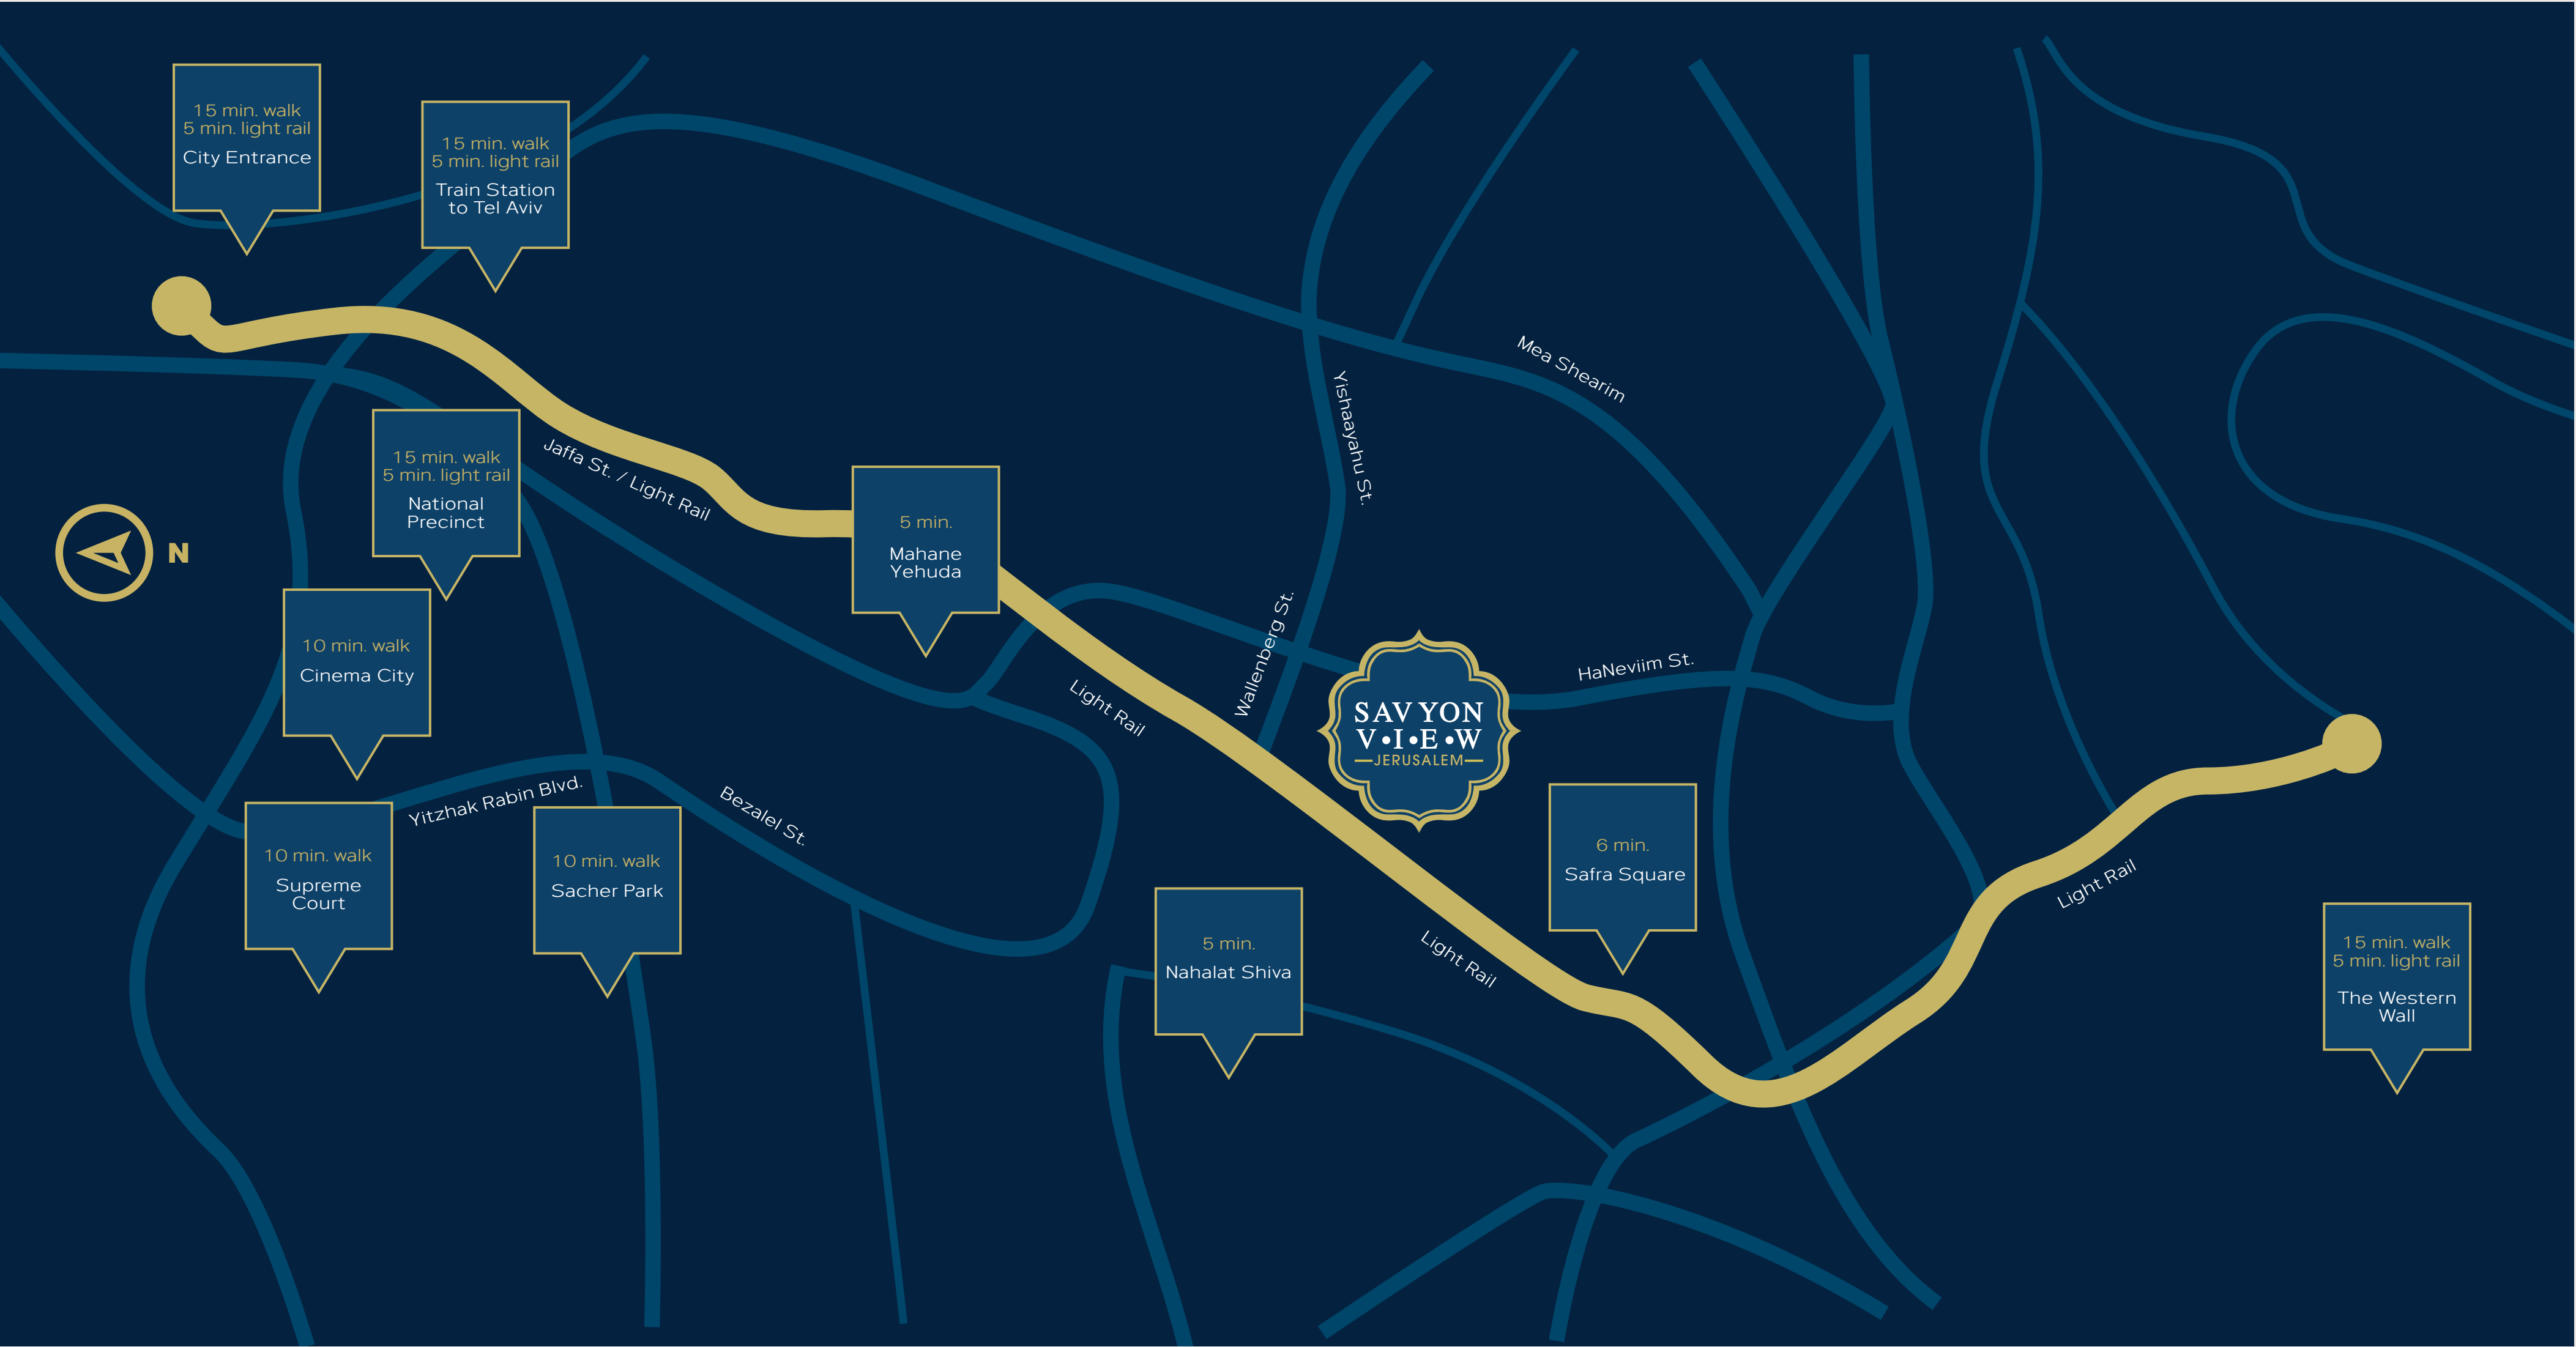 15 min. walk
5 min. light rail
City Entrance
15 min. walk
5 min. light rail
Train Station
to Tel Aviv
Mea Shearim
Yishaayahu St.
15 min. walk
5 min. light rail
National
Precinct
Jaffa St. / Light Rail
5 min.
Mahane
Yehuda
N
10 min. walk
Cinema City
Wallenberg St.
HaNeviim St.
Light Rail
SAVYON
V•I•E•W
JERUSALEM
Yitzhak Rabin Blvd.
Bezalel St.
10 min. walk
Supreme
Court
10 min. walk
Sacher Park
6 min.
Safra Square
Light Rail
5 min.
Nahalat Shiva
Light Rail
15 min. walk
5 min. light rail
The Western
Wall